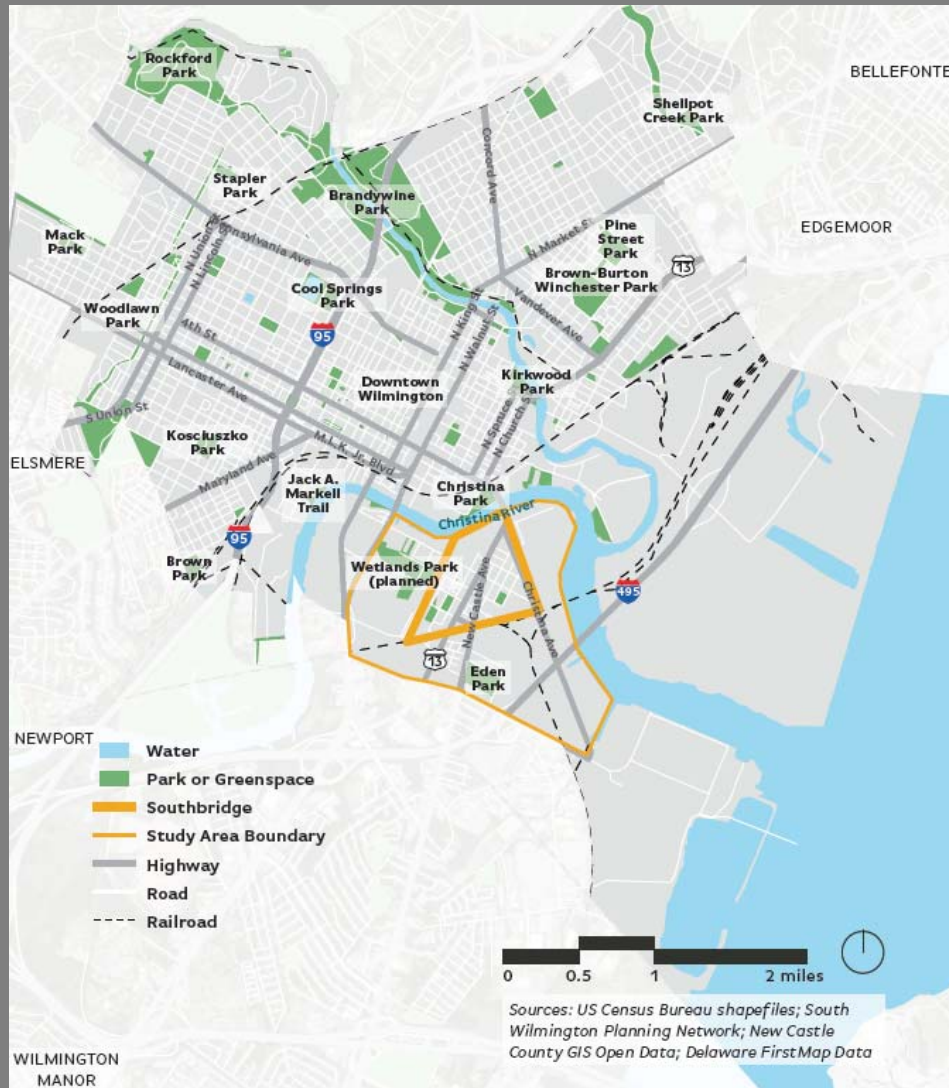 Rockford
Park
BELLEFONTE
Shellpot
Creek Park
Concord Ave
Stapler
Park
Brandywine
Park
N Market St
Pine
Street
Park
EDGEMOOR
Mack
Park
N Union St
N Lincoln St
Pennsylvania Ave
13
Brown-Burton
Winchester Park
Cool Springs
Park
Vandever Ave
Woodlawn
Park
95
N King St
N Walnut St
4th St
Lancaster Ave
Downtown
Wilmington
Kirkwood
Park
S Union St
N Spruce
N Church St
Kosciuszko
Park
ELSMERE
Maryland Ave
M.L.K. Jr. Blvd
Jack A.
Markell
Trail
Christina
Park
Christina River
95
Brown
Park
Wetlands Park
(planned)
New Castle Ave
Christina Ave
495
13
Eden
Park
NEWPORT
Water
Park or Greenspace
Southbridge
Study Area Boundary
Highway
Road
Railroad
0 0.5 1 2 miles
Sources: US Census Bureau shapefiles; South
Wilmington Planning Network; New Castle
County GIS Open Data; Delaware FirstMap Data
WILMINGTON
MANOR